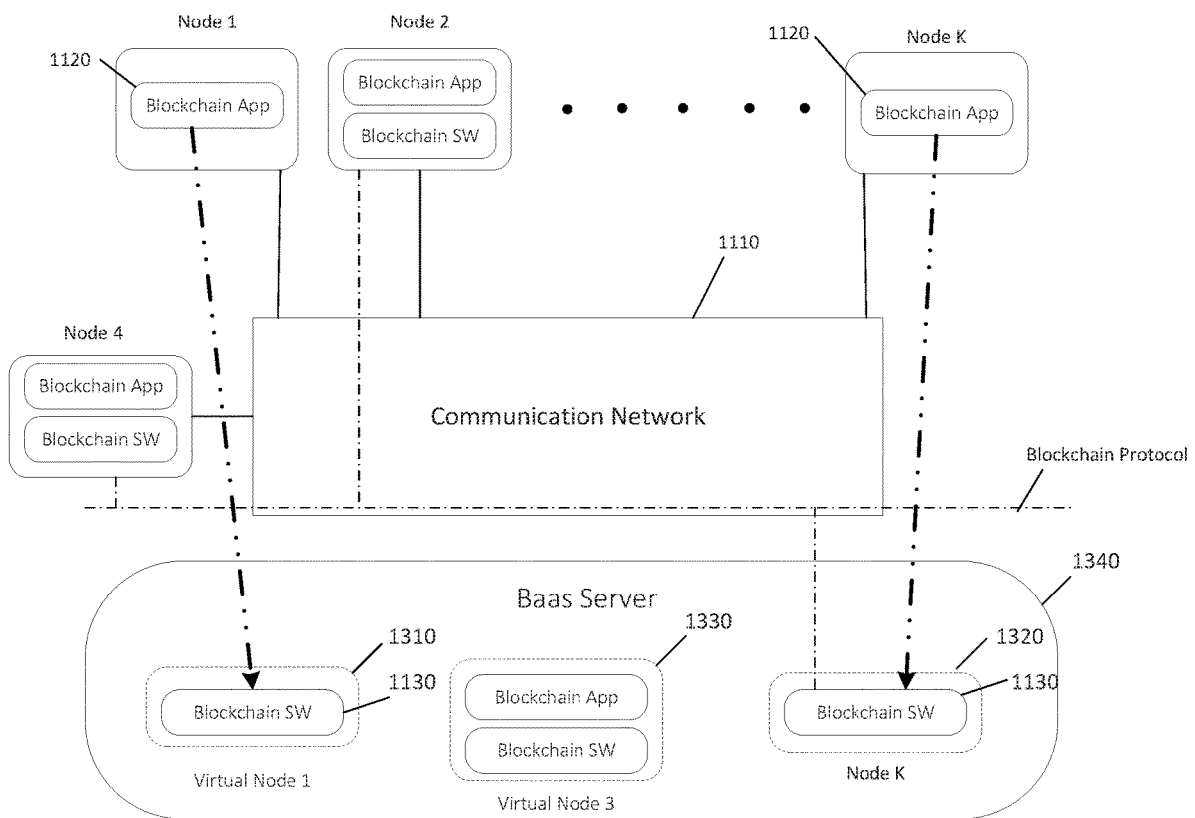 Node 1
Node 2
Node K
1120
1120
Blockchain App
Blockchain App
Blockchain SW
Blockchain App
1110
Node 4
Blockchain App
Blockchain SW
Communication Network
Blockchain Protocol
1340
Baas Server
1310
1330
1320
1130
1130
Blockchain SW
Blockchain App
Blockchain SW
Blockchain SW
Virtual Node 1
Virtual Node 3
Node K